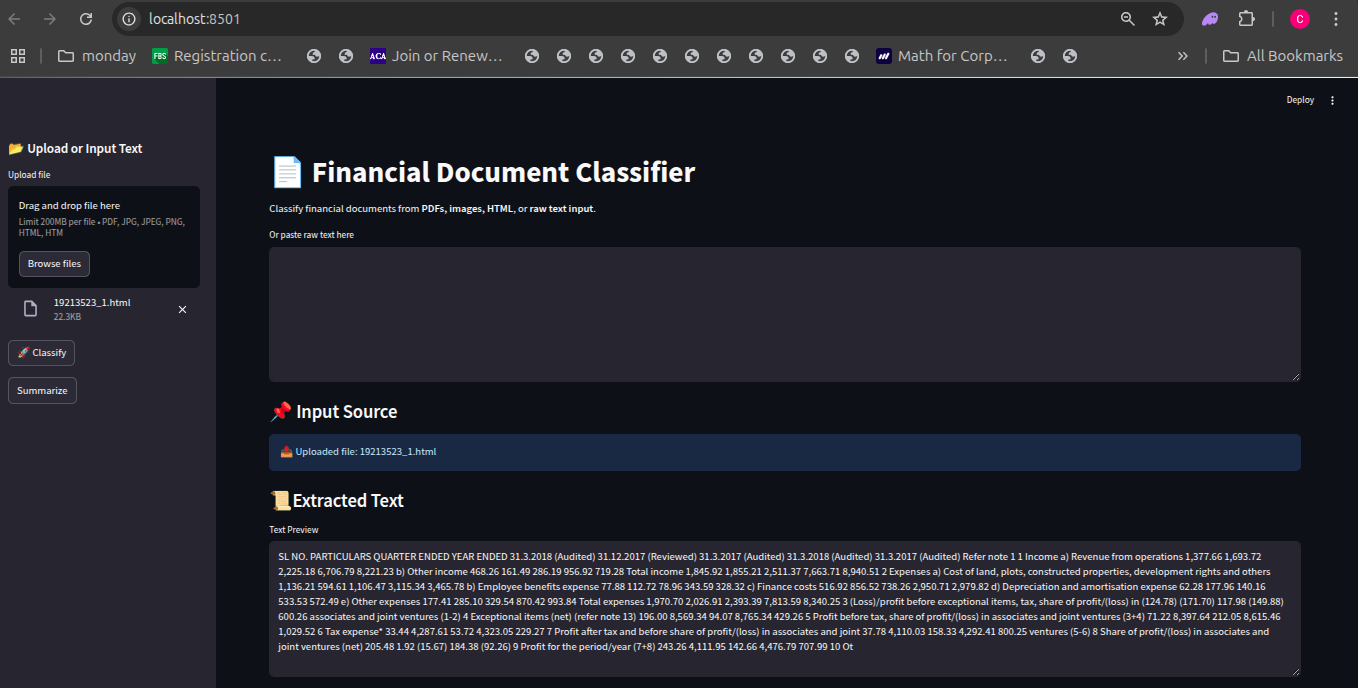 localhost:8501
C
monday
FBS Registration c...
ACA Join or Renew...
Math for Corp...
»
All Bookmarks
Deploy
📂 Upload or Input Text
Upload file
Drag and drop file here
Limit 200MB per file • PDF, JPG, JPEG, PNG,
HTML, HTM
Browse files
19213523_1.html
22.3KB
🚀 Classify
Summarize
📄 Financial Document Classifier
Classify financial documents from PDFs, images, HTML, or raw text input.
Or paste raw text here
📌 Input Source
📤 Uploaded file: 19213523_1.html
📜Extracted Text
Text Preview
SL NO. PARTICULARS QUARTER ENDED YEAR ENDED 31.3.2018 (Audited) 31.12.2017 (Reviewed) 31.3.2017 (Audited) 31.3.2018 (Audited) 31.3.2017 (Audited) Refer note 1 1 Income a) Revenue from operations 1,377.66 1,693.72
2,225.18 6,706.79 8,221.23 b) Other income 468.26 161.49 286.19 956.92 719.28 Total income 1,845.92 1,855.21 2,511.37 7,663.71 8,940.51 2 Expenses a) Cost of land, plots, constructed properties, development rights and others
1,136.21 594.61 1,106.47 3,115.34 3,465.78 b) Employee benefits expense 77.88 112.72 78.96 343.59 328.32 c) Finance costs 516.92 856.52 738.26 2,950.71 2,979.82 d) Depreciation and amortisation expense 62.28 177.96 140.16
533.53 572.49 e) Other expenses 177.41 285.10 329.54 870.42 993.84 Total expenses 1,970.70 2,026.91 2,393.39 7,813.59 8,340.25 3 (Loss)/profit before exceptional items, tax, share of profit/(loss) in (124.78) (171.70) 117.98 (149.88)
600.26 associates and joint ventures (1-2) 4 Exceptional items (net) (refer note 13) 196.00 8,569.34 94.07 8,765.34 429.26 5 Profit before tax, share of profit/(loss) in associates and joint ventures (3+4) 71.22 8,397.64 212.05 8,615.46
1,029.52 6 Tax expense* 33.44 4,287.61 53.72 4,323.05 229.27 7 Profit after tax and before share of profit/(loss) in associates and joint 37.78 4,110.03 158.33 4,292.41 800.25 ventures (5-6) 8 Share of profit/(loss) in associates and
joint ventures (net) 205.48 1.92 (15.67) 184.38 (92.26) 9 Profit for the period/year (7+8) 243.26 4,111.95 142.66 4,476.79 707.99 10 Ot